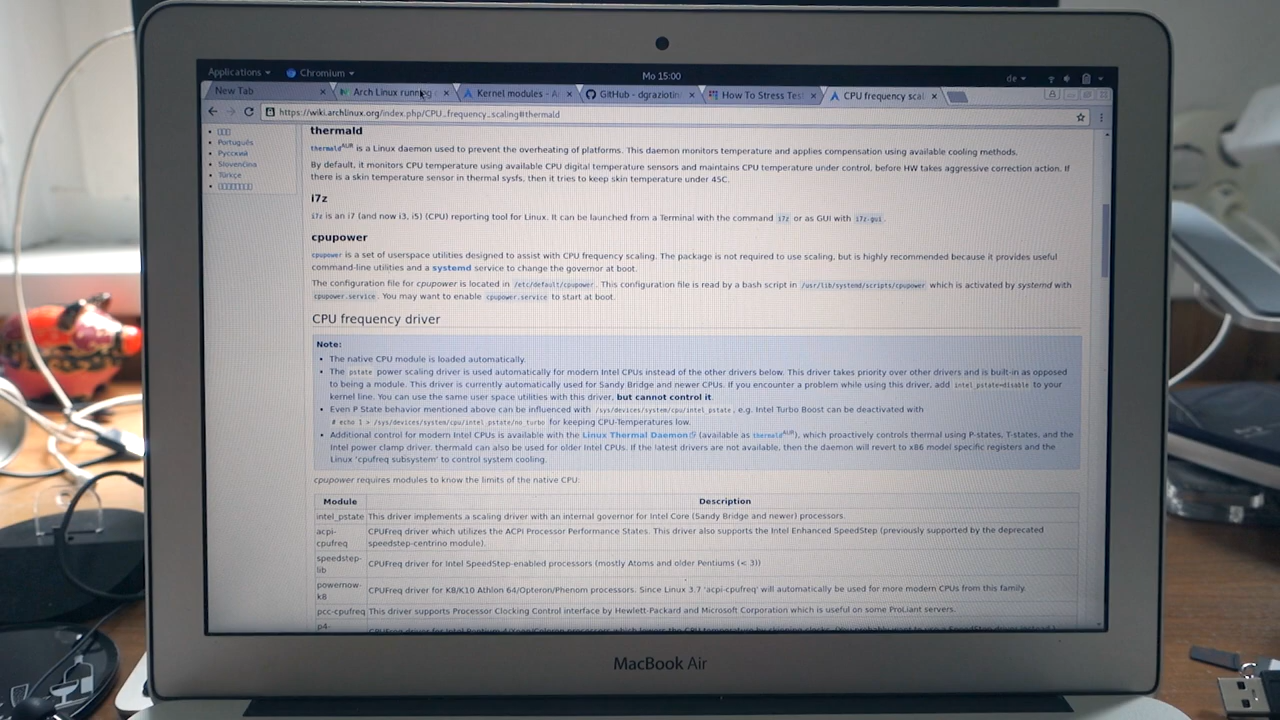 Applications
Chromium
Mo 15:00
de
New Tab
Arch Linux running
Kernel modules - A
GitHub - dgraziotin
How To Stress Test
CPU frequency scal
https://wiki.archlinux.org/index.php/CPU_frequency_scaling#thermald
Português
Русский
Slovenčina
Türkçe
thermald
thermald AUR is a Linux daemon used to prevent the overheating of platforms. This daemon monitors temperature and applies compensation using available cooling methods.
By default, it monitors CPU temperature using available CPU digital temperature sensors and maintains CPU temperature under control, before HW takes aggressive correction action. If
there is a skin temperature sensor in thermal sysfs, then it tries to keep skin temperature under 45C.
i7z
i7z is an i7 (and now i3, i5) (CPU) reporting tool for Linux. It can be launched from a Terminal with the command i7z or as GUI with i7z-gui.
cpupower
cpupower is a set of userspace utilities designed to assist with CPU frequency scaling. The package is not required to use scaling, but is highly recommended because it provides useful
command-line utilities and a systemd service to change the governor at boot.
The configuration file for cpupower is located in /etc/default/cpupower. This configuration file is read by a bash script in /usr/lib/systemd/scripts/cpupower which is activated by systemd with
cpupower.service. You may want to enable cpupower.service to start at boot.
CPU frequency driver
Note:
• The native CPU module is loaded automatically.
• The pstate power scaling driver is used automatically for modern Intel CPUs instead of the other drivers below. This driver takes priority over other drivers and is built-in as opposed
to being a module. This driver is currently automatically used for Sandy Bridge and newer CPUs. If you encounter a problem while using this driver, add intel_pstate=disable to your
kernel line. You can use the same user space utilities with this driver, but cannot control it.
• Even P State behavior mentioned above can be influenced with /sys/devices/system/cpu/intel_pstate, e.g. Intel Turbo Boost can be deactivated with
# echo 1 > /sys/devices/system/cpu/intel_pstate/no_turbo for keeping CPU-Temperatures low.
• Additional control for modern Intel CPUs is available with the Linux Thermal Daemon (available as thermald AUR), which proactively controls thermal using P-states, T-states, and the
Intel power clamp driver. thermald can also be used for older Intel CPUs. If the latest drivers are not available, then the daemon will revert to x86 model specific registers and the
Linux 'cpufreq subsystem' to control system cooling.
cpupower requires modules to know the limits of the native CPU:
Module Description
intel_pstate This driver implements a scaling driver with an internal governor for Intel Core (Sandy Bridge and newer) processors.
acpi-cpufreq CPUFreq driver which utilizes the ACPI Processor Performance States. This driver also supports the Intel Enhanced SpeedStep (previously supported by the deprecated
speedstep-centrino module).
speedstep-lib CPUFreq driver for Intel SpeedStep-enabled processors (mostly Atoms and older Pentiums (< 3))
powernow-k8 CPUFreq driver for K8/K10 Athlon 64/Opteron/Phenom processors. Since Linux 3.7 'acpi-cpufreq' will automatically be used for more modern CPUs from this family.
pcc-cpufreq This driver supports Processor Clocking Control interface by Hewlett-Packard and Microsoft Corporation which is useful on some ProLiant servers.
p4-
MacBook Air